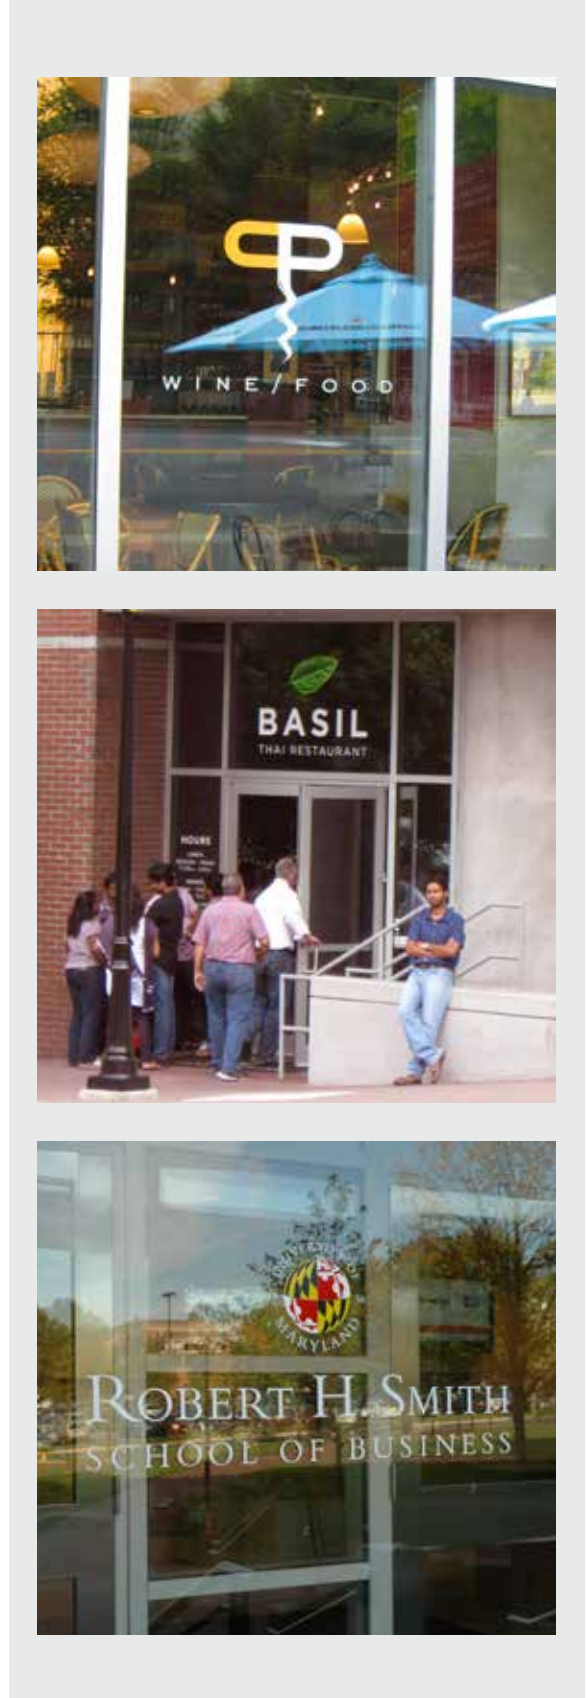 WINE/FOOD
BASIL
THAI RESTAURANT
HOURS
UNIVERSITY OF
MARYLAND
ROBERT H. SMITH
SCHOOL OF BUSINESS